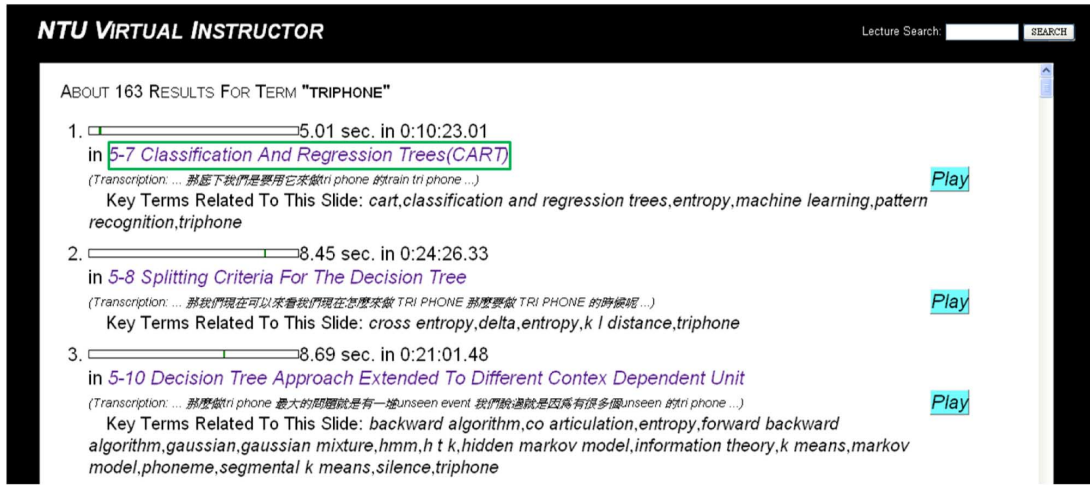 NTU VIRTUAL INSTRUCTOR
Lecture Search: SEARCH
ABOUT 163 RESULTS FOR TERM "TRIPHONE"
1. 5.01 sec. in 0:10:23.01
in 5-7 Classification And Regression Trees(CART)
(Transcription: ... 那底下我們是要用它來做tri phone 的train tri phone ...)
Play
Key Terms Related To This Slide: cart,classification and regression trees,entropy,machine learning,pattern
recognition,triphone
2. 8.45 sec. in 0:24:26.33
in 5-8 Splitting Criteria For The Decision Tree
(Transcription: ... 那我們現在可以來看我們現在怎麼來做 TRI PHONE 那麼要做 TRI PHONE 的時候呢 ...)
Play
Key Terms Related To This Slide: cross entropy,delta,entropy,k l distance,triphone
3. 8.69 sec. in 0:21:01.48
in 5-10 Decision Tree Approach Extended To Different Contex Dependent Unit
(Transcription: ... 那麼做tri phone 最大的問題就是有一堆unseen event 我們說過就是因爲有很多個unseen 的tri phone ...)
Play
Key Terms Related To This Slide: backward algorithm,co articulation,entropy,forward backward
algorithm,gaussian,gaussian mixture,hmm,h t k,hidden markov model,information theory,k means,markov
model,phoneme,segmental k means,silence,triphone